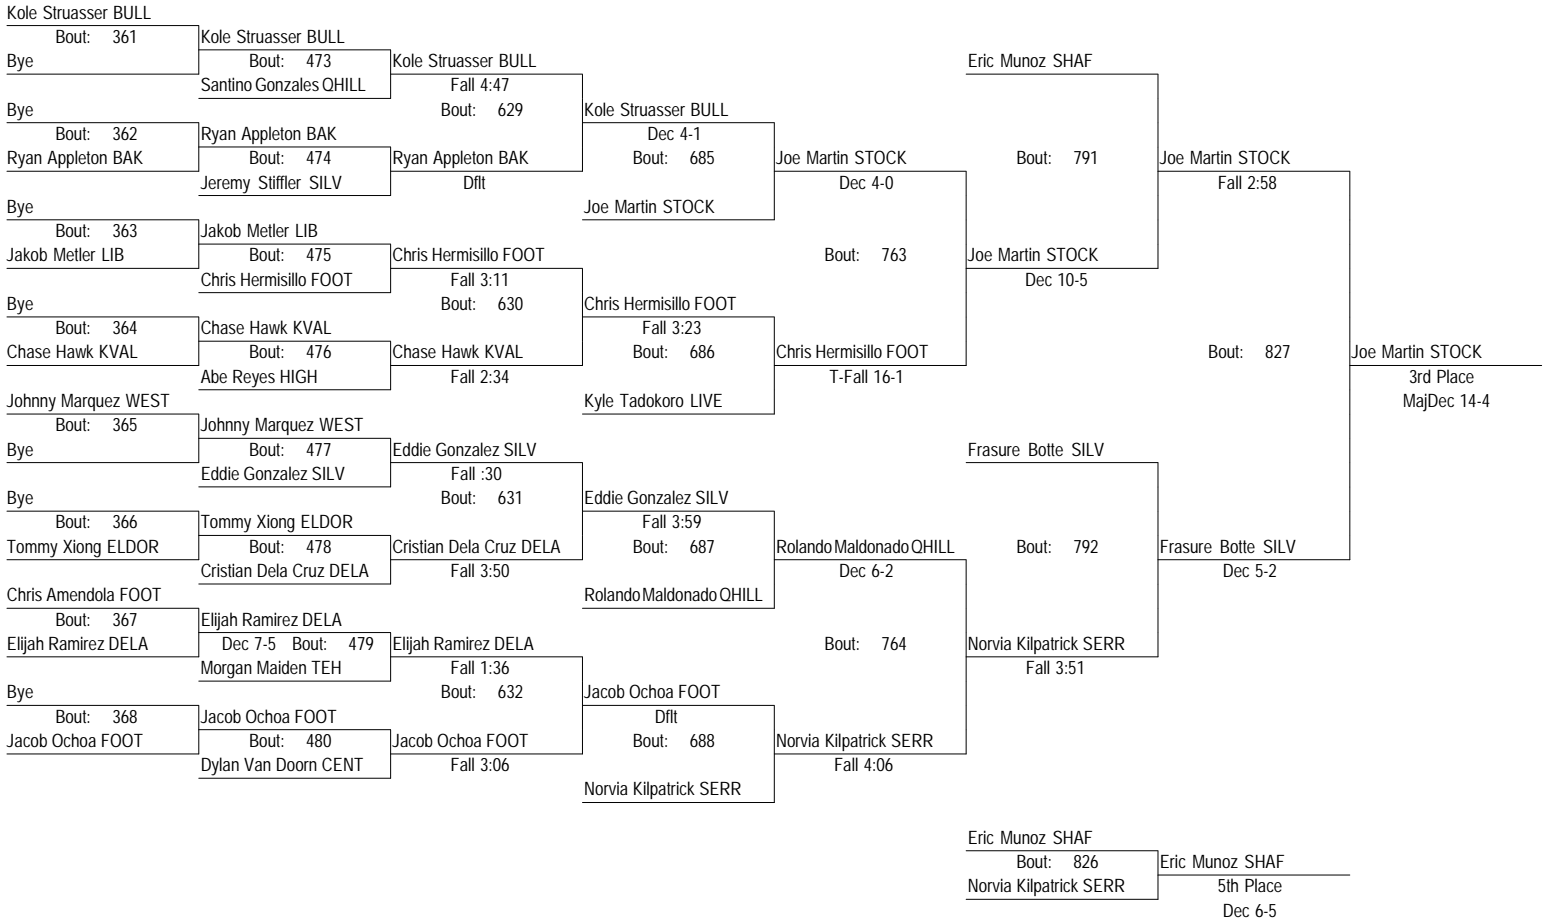 Kole Struasser BULL
Bout: 361
Bye
Bye
Bout: 362
Ryan Appleton BAK
Bye
Bout: 363
Jakob Metler LIB
Bye
Bout: 364
Chase Hawk KVAL
Johnny Marquez WEST
Bout: 365
Bye
Bye
Bout: 366
Tommy Xiong ELDOR
Chris Amendola FOOT
Bout: 367
Elijah Ramirez DELA
Bye
Bout: 368
Jacob Ochoa FOOT
Kole Struasser BULL
Bout: 473
Santino Gonzales QHILL
Ryan Appleton BAK
Bout: 474
Jeremy Stiffler SILV
Jakob Metler LIB
Bout: 475
Chris Hermisillo FOOT
Chase Hawk KVAL
Bout: 476
Abe Reyes HIGH
Johnny Marquez WEST
Bout: 477
Eddie Gonzalez SILV
Tommy Xiong ELDOR
Bout: 478
Cristian Dela Cruz DELA
Elijah Ramirez DELA
Dec 7-5 Bout: 479
Morgan Maiden TEH
Jacob Ochoa FOOT
Bout: 480
Dylan Van Doorn CENT
Kole Struasser BULL
Fall 4:47
Bout: 629
Ryan Appleton BAK
Dflt
Chris Hermisillo FOOT
Fall 3:11
Bout: 630
Chase Hawk KVAL
Fall 2:34
Eddie Gonzalez SILV
Fall :30
Bout: 631
Cristian Dela Cruz DELA
Fall 3:50
Elijah Ramirez DELA
Fall 1:36
Bout: 632
Jacob Ochoa FOOT
Fall 3:06
Kole Struasser BULL
Dec 4-1
Bout: 685
Joe Martin STOCK
Chris Hermisillo FOOT
Fall 3:23
Bout: 686
Kyle Tadokoro LIVE
Eddie Gonzalez SILV
Fall 3:59
Bout: 687
Rolando Maldonado QHILL
Jacob Ochoa FOOT
Dflt
Bout: 688
Norvia Kilpatrick SERR
Joe Martin STOCK
Dec 4-0
Bout: 763
Chris Hermisillo FOOT
T-Fall 16-1
Rolando Maldonado QHILL
Dec 6-2
Bout: 764
Norvia Kilpatrick SERR
Fall 4:06
Eric Munoz SHAF
Bout: 791
Joe Martin STOCK
Dec 10-5
Frasure Botte SILV
Bout: 792
Norvia Kilpatrick SERR
Fall 3:51
Joe Martin STOCK
Fall 2:58
Bout: 827
Frasure Botte SILV
Dec 5-2
Joe Martin STOCK
3rd Place
MajDec 14-4
Eric Munoz SHAF
Bout: 826
Norvia Kilpatrick SERR
Eric Munoz SHAF
5th Place
Dec 6-5